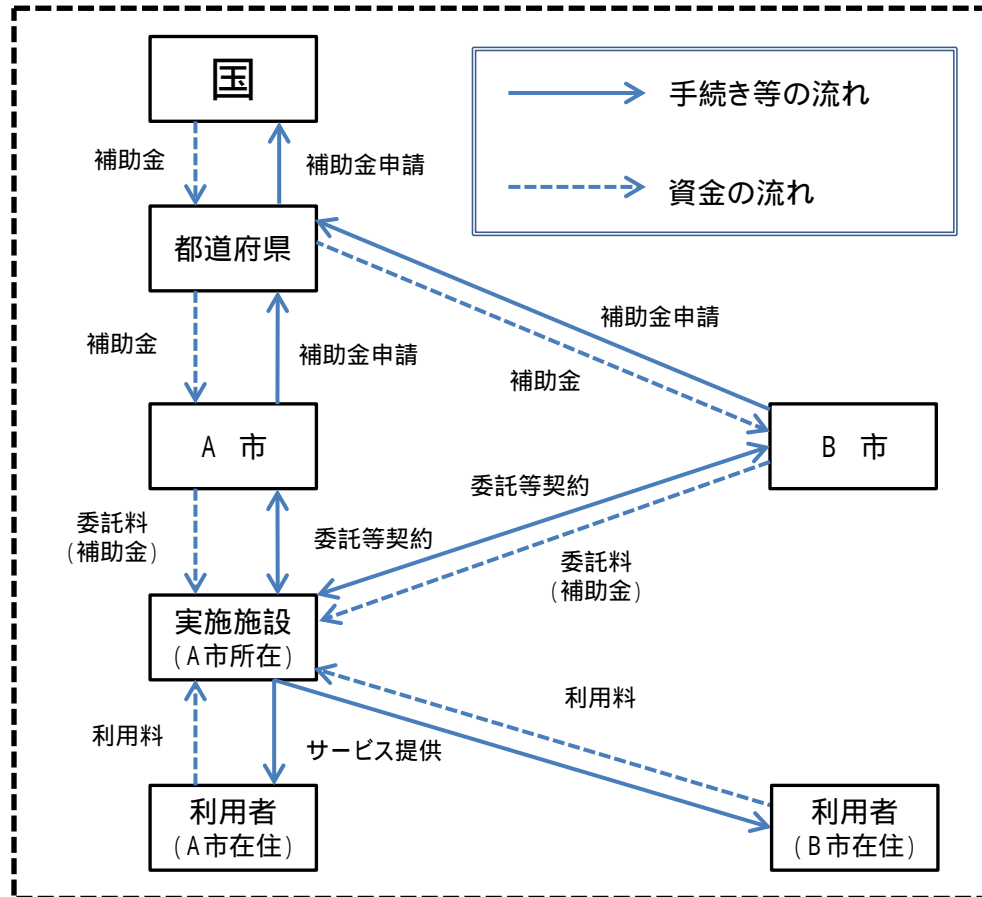 国
手続き等の流れ
資金の流れ
補助金
補助金申請
都道府県
補助金
補助金申請
補助金申請
補助金
A 市
B 市
委託料
(補助金)
委託等契約
委託等契約
委託料
(補助金)
実施施設
(A市所在)
利用料
サービス提供
利用料
利用者
(A市在住)
利用者
(B市在住)